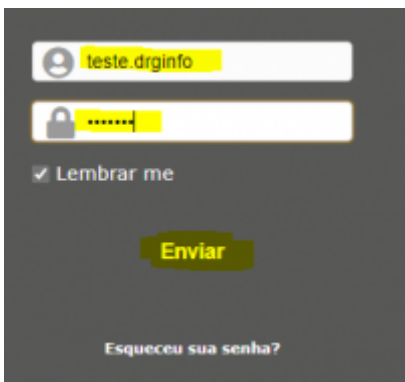 teste.drginfo
•••••••
Lembrar me
Enviar
Esqueceu sua senha?